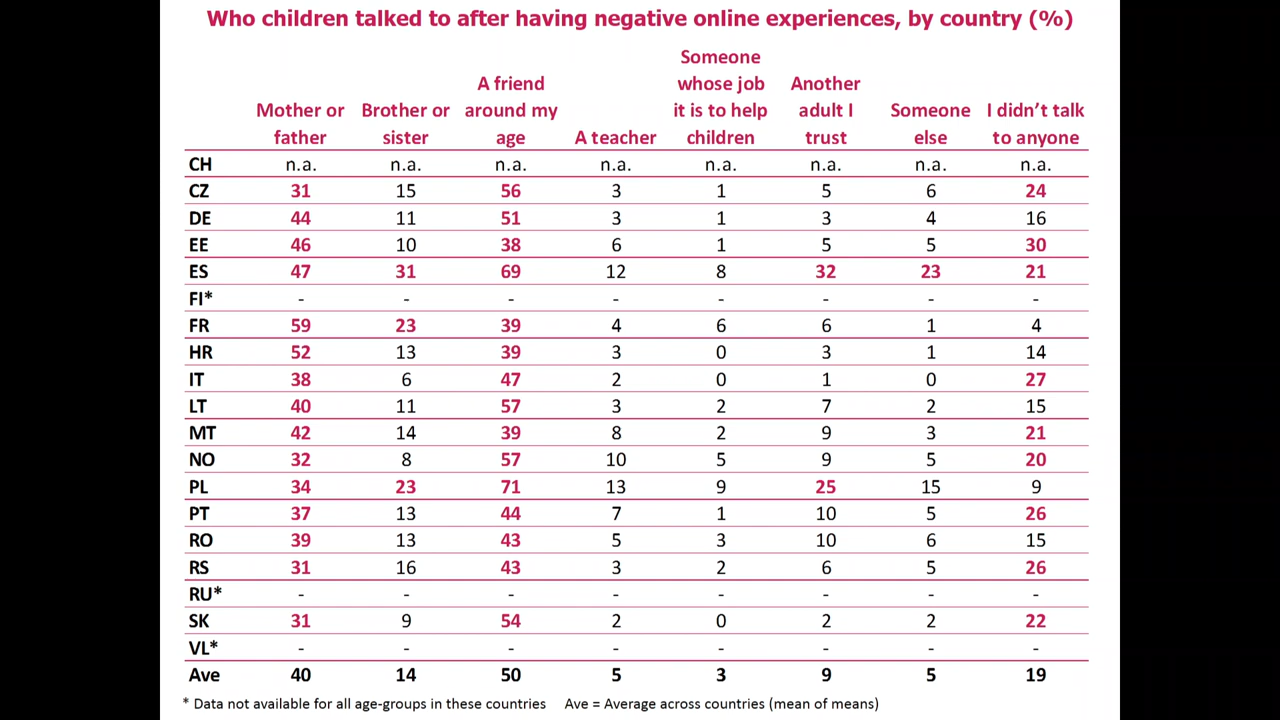 Who children talked to after having negative online experiences, by country (%)
Mother or father Brother or sister A friend around my age A teacher Someone whose job it is to help children Another adult I trust Someone else I didn't talk to anyone
CH n.a. n.a. n.a. n.a. n.a. n.a. n.a. n.a.
CZ 31 15 56 3 1 5 6 24
DE 44 11 51 3 1 3 4 16
EE 46 10 38 6 1 5 5 30
ES 47 31 69 12 8 32 23 21
FI* - - - - - - - -
FR 59 23 39 4 6 6 1 4
HR 52 13 39 3 0 3 1 14
IT 38 6 47 2 0 1 0 27
LT 40 11 57 3 2 7 2 15
MT 42 14 39 8 2 9 3 21
NO 32 8 57 10 5 9 5 20
PL 34 23 71 13 9 25 15 9
PT 37 13 44 7 1 10 5 26
RO 39 13 43 5 3 10 6 15
RS 31 16 43 3 2 6 5 26
RU* - - - - - - - -
SK 31 9 54 2 0 2 2 22
VL* - - - - - - - -
Ave 40 14 50 5 3 9 5 19
* Data not available for all age-groups in these countries Ave = Average across countries (mean of means)